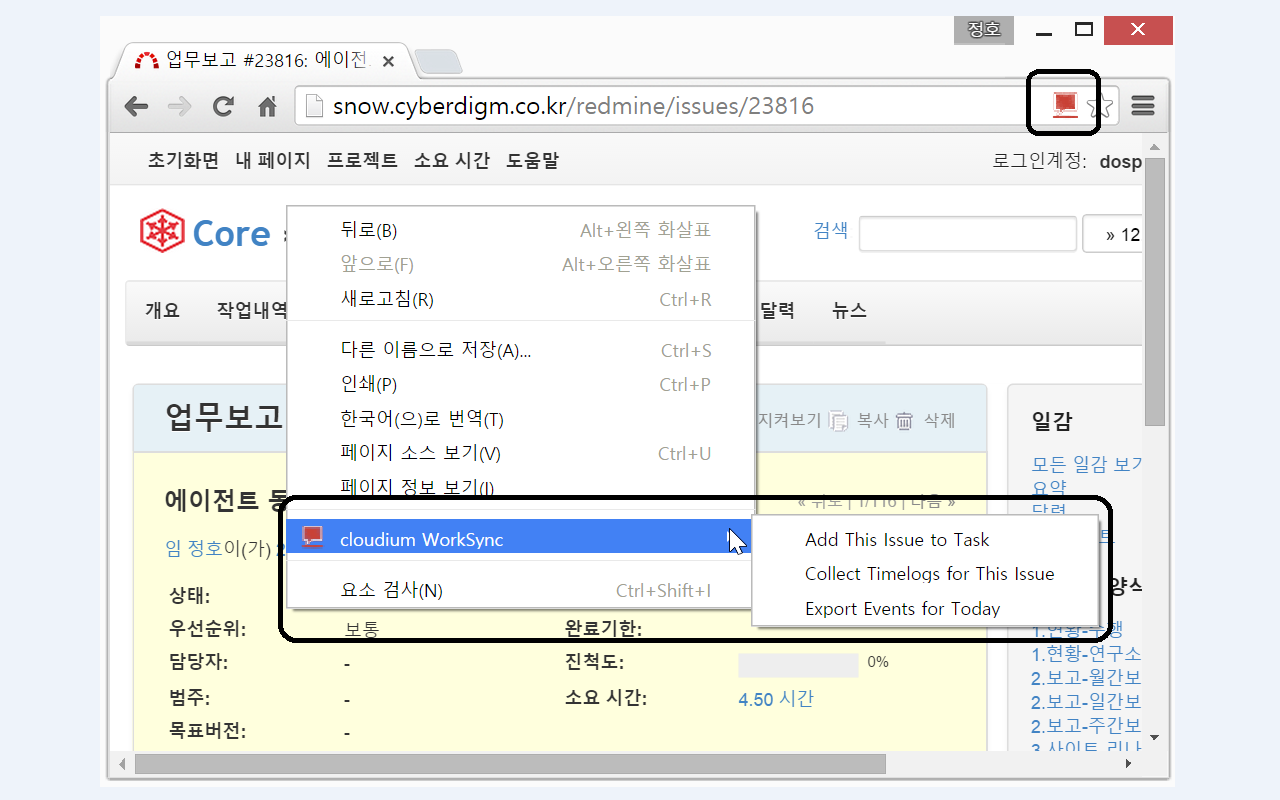 정호
업무보고 #23816: 에이전
snow.cyberdigm.co.kr/redmine/issues/23816
초기화면 내 페이지 프로젝트 소요 시간 도움말
로그인계정: dosp
Core
검색
» 12
개요 작업내역
달력 뉴스
뒤로(B) Alt+왼쪽 화살표
앞으로(F) Alt+오른쪽 화살표
새로고침(R) Ctrl+R
다른 이름으로 저장(A)... Ctrl+S
인쇄(P) Ctrl+P
한국어(으)로 번역(T)
페이지 소스 보기(V) Ctrl+U
페이지 정보 보기(I)
cloudium WorkSync
요소 검사(N) Ctrl+Shift+I
Add This Issue to Task
Collect Timelogs for This Issue
Export Events for Today
업무보고
지켜보기 복사 삭제
에이전트
« 뒤로 | 1/116 | 다음 »
임 정호이(가)
상태:
우선순위: 보통 완료기한:
담당자: - 진척도: 0%
범주: - 소요 시간: 4.50 시간
목표버전: -
일감
모든 일감 보기
요약
달력
양식
1.현황-수행
1.현황-연구소
2.보고-월간보
2.보고-일간보
2.보고-주간보
3.사이트 리나